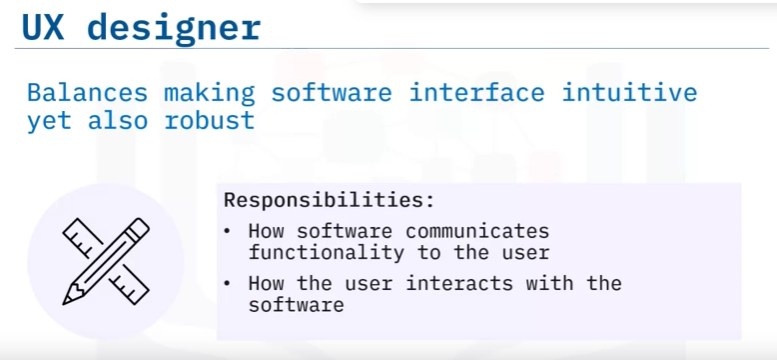 UX designer
Balances making software interface intuitive
yet also robust
Responsibilities:
• How software communicates
functionality to the user
• How the user interacts with the
software